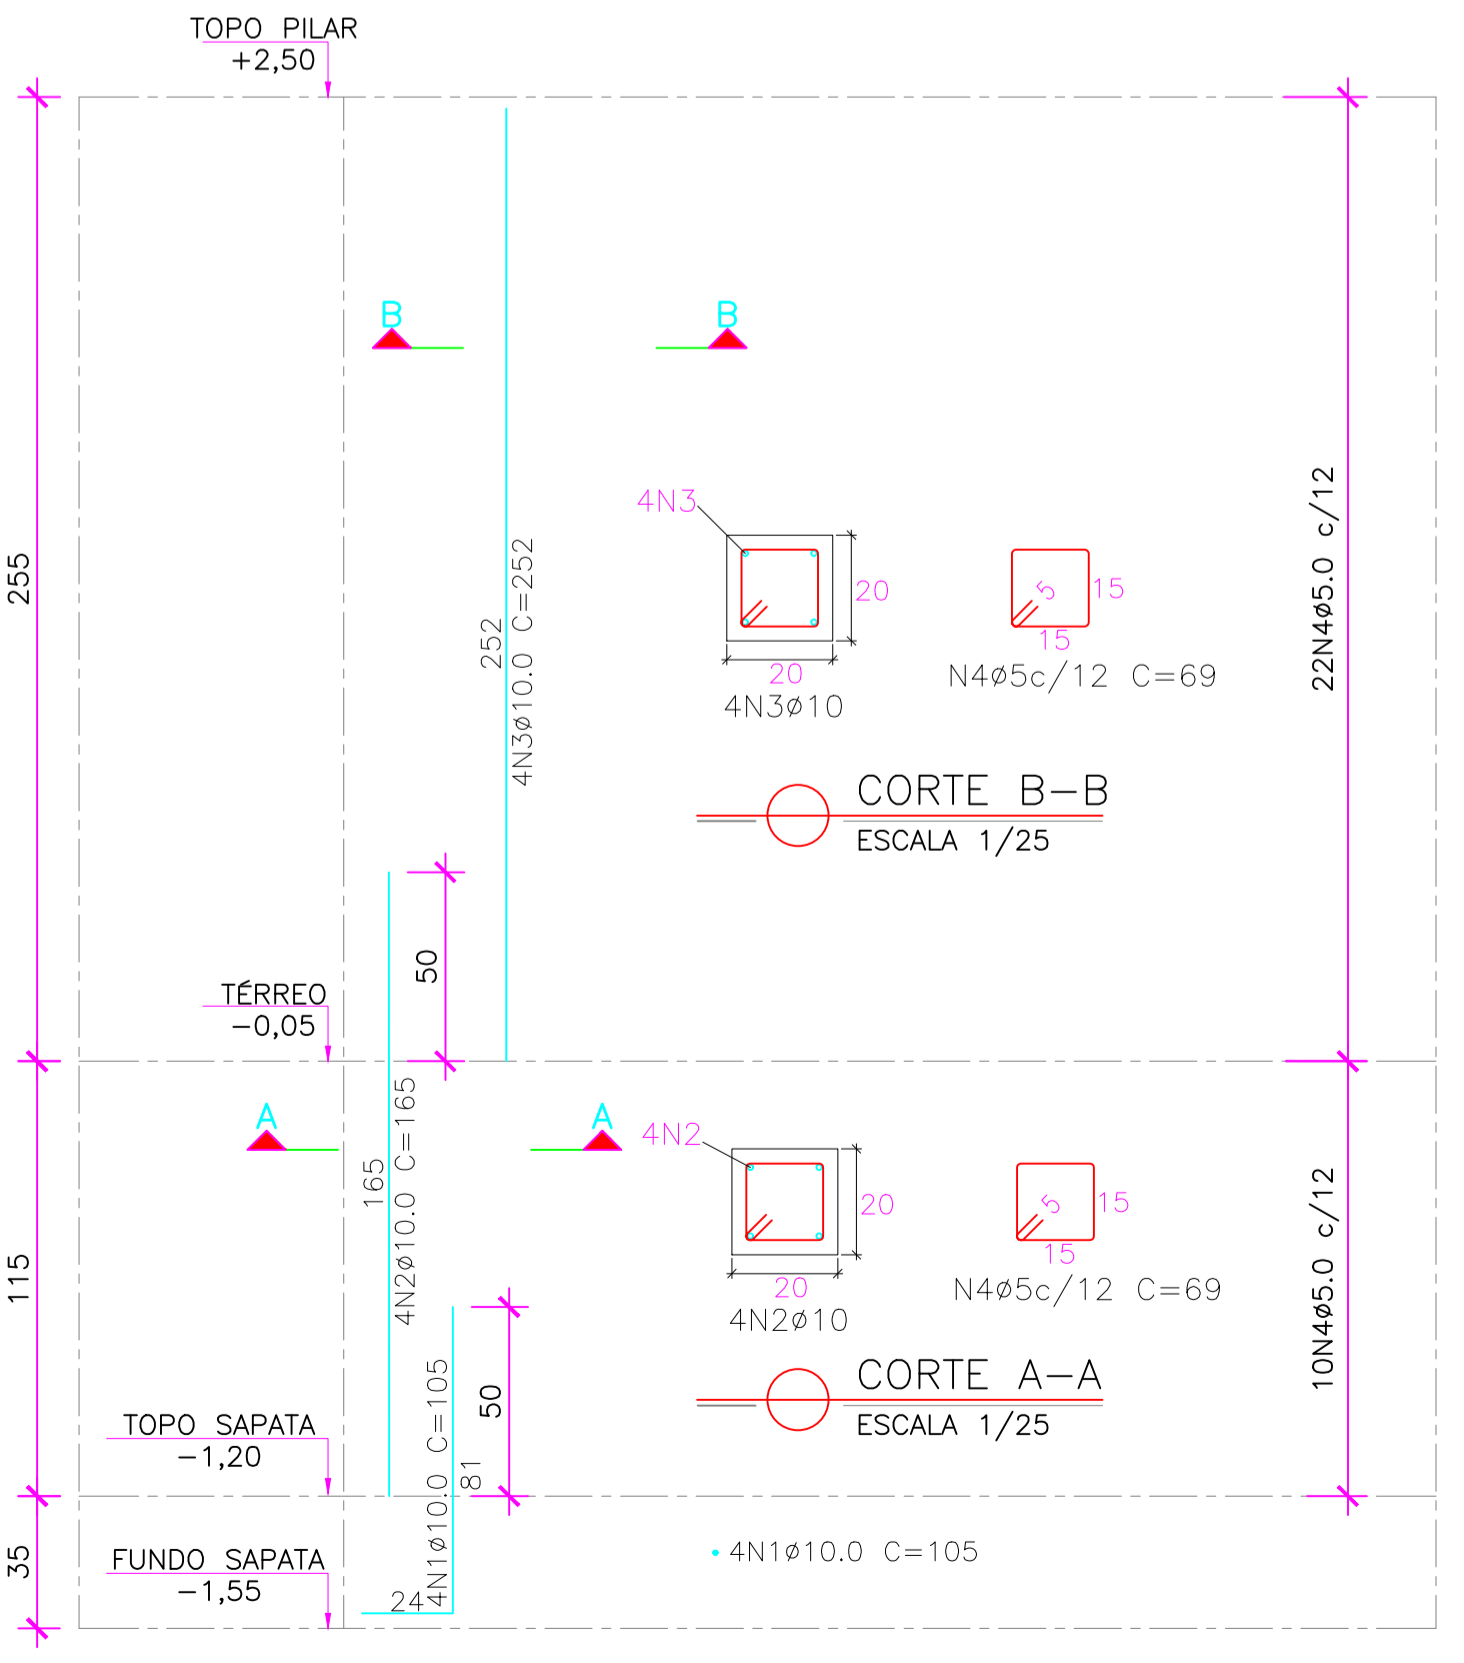 TOPO PILAR
+2,50
B
B
255
252
4N3ø10.0 C=252
4N3
20
20
4N3ø10
5
15
15
N4ø5c/12 C=69
22N4ø5.0 c/12
CORTE B-B
ESCALA 1/25
50
TÉRREO
-0,05
A
A
115
165
4N2ø10.0 C=165
4N2
20
20
4N2ø10
5
15
15
N4ø5c/12 C=69
10N4ø5.0 c/12
CORTE A-A
ESCALA 1/25
50
TOPO SAPATA
-1,20
4N1ø10.0 C=105
81
35
FUNDO SAPATA
-1,55
24
4N1ø10.0 C=105